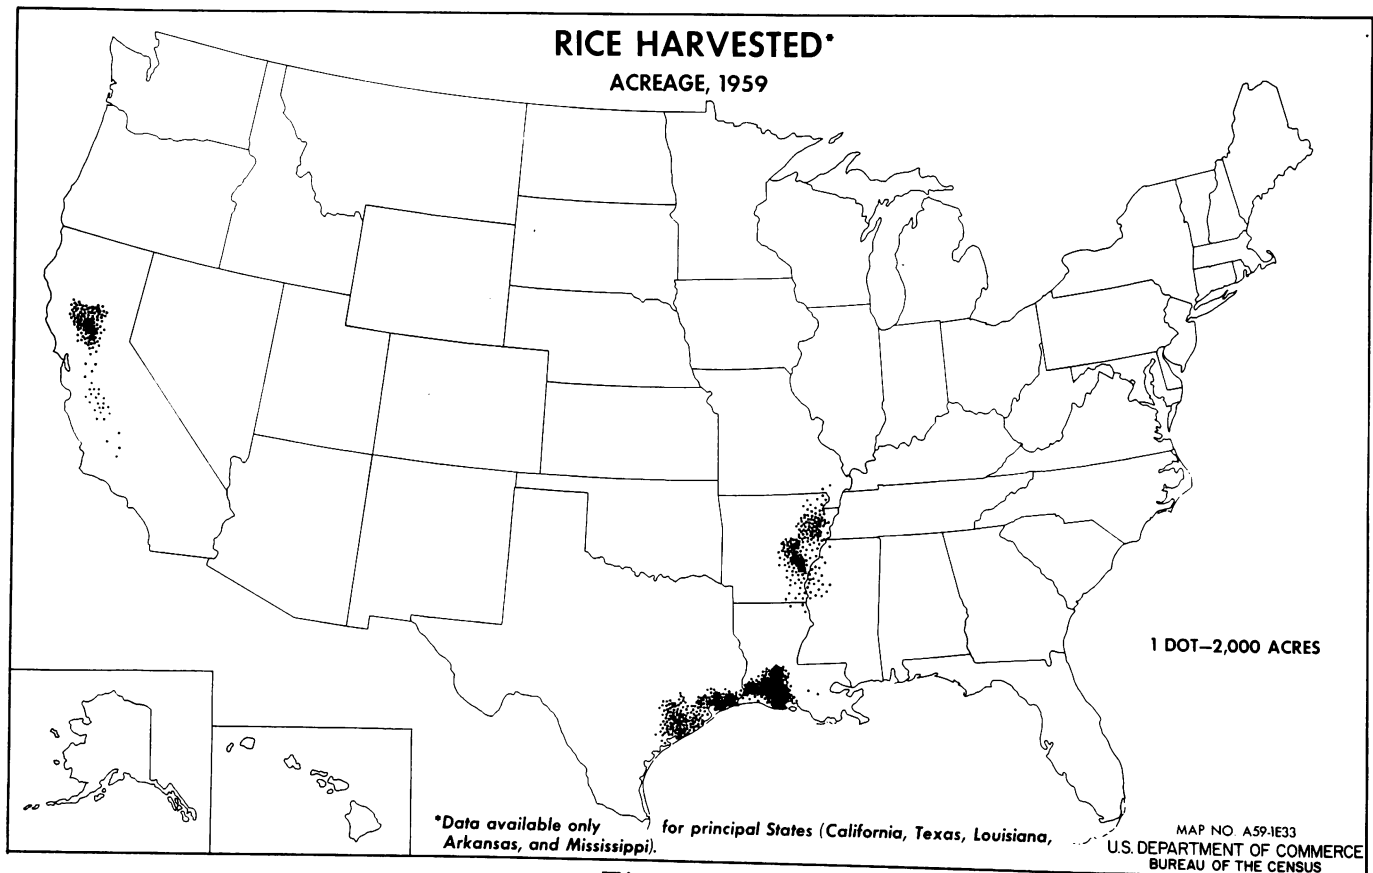 RICE HARVESTED*
ACREAGE, 1959
1 DOT—2,000 ACRES
*Data available only for principal States (California, Texas, Louisiana,
Arkansas, and Mississippi).
MAP NO. A59-1E33
U.S. DEPARTMENT OF COMMERCE
BUREAU OF THE CENSUS